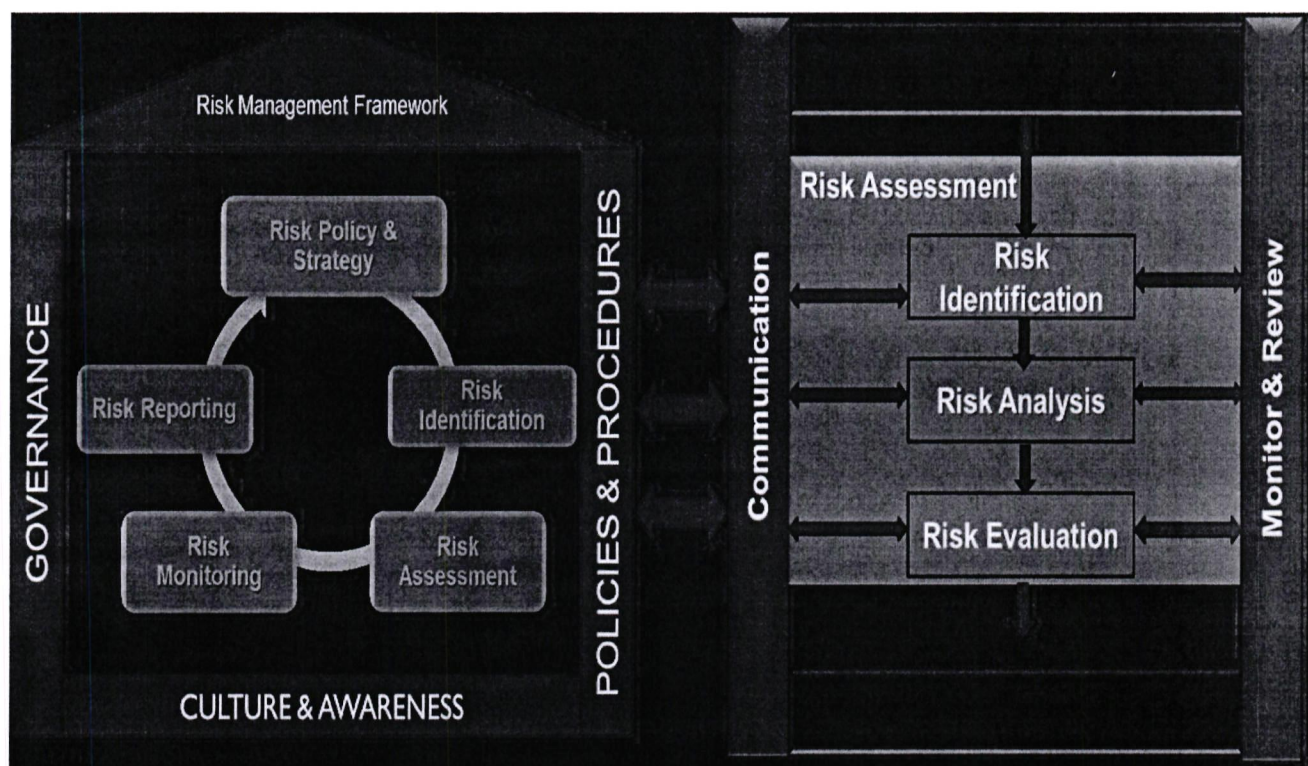 Risk Management Framework
Risk Policy &
Strategy
Risk
Identification
Risk
Assessment
Risk
Monitoring
Risk Reporting
GOVERNANCE
POLICIES & PROCEDURES
CULTURE & AWARENESS
Communication
Risk Assessment
Risk
Identification
Risk Analysis
Risk Evaluation
Monitor & Review